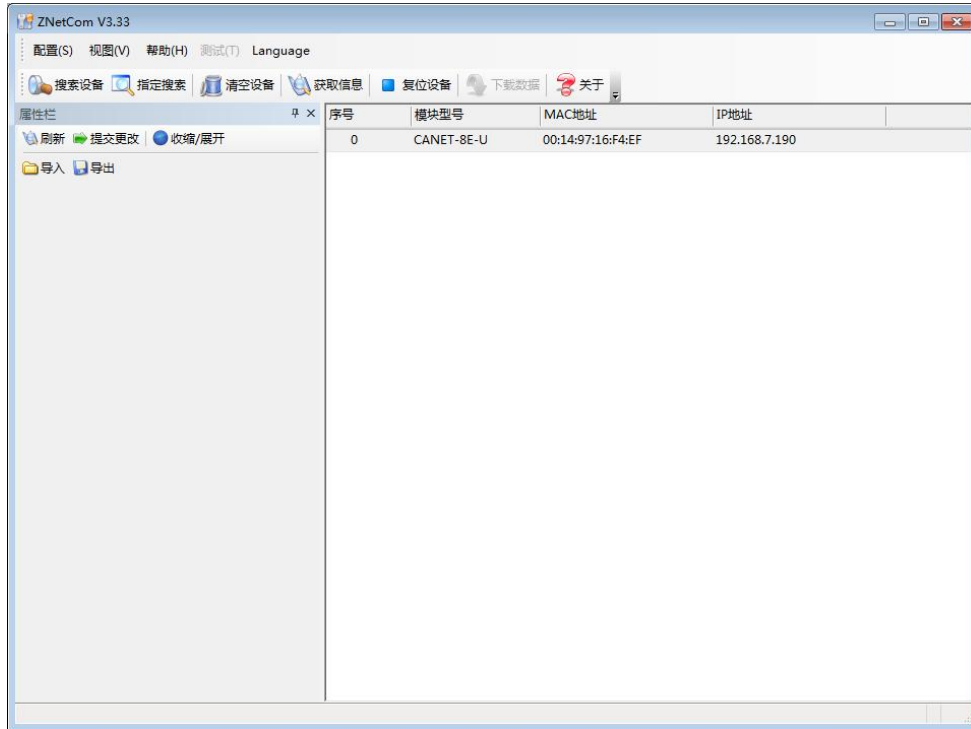 ZNetCom V3.33
配置(S) 视图(V) 帮助(H) 测试(T) Language
搜索设备 指定搜索 清空设备 获取信息 复位设备 下载数据 关于
属性栏
刷新 提交更改 收缩/展开
导入 导出
序号 模块型号 MAC地址 IP地址
0 CANET-8E-U 00:14:97:16:F4:EF 192.168.7.190